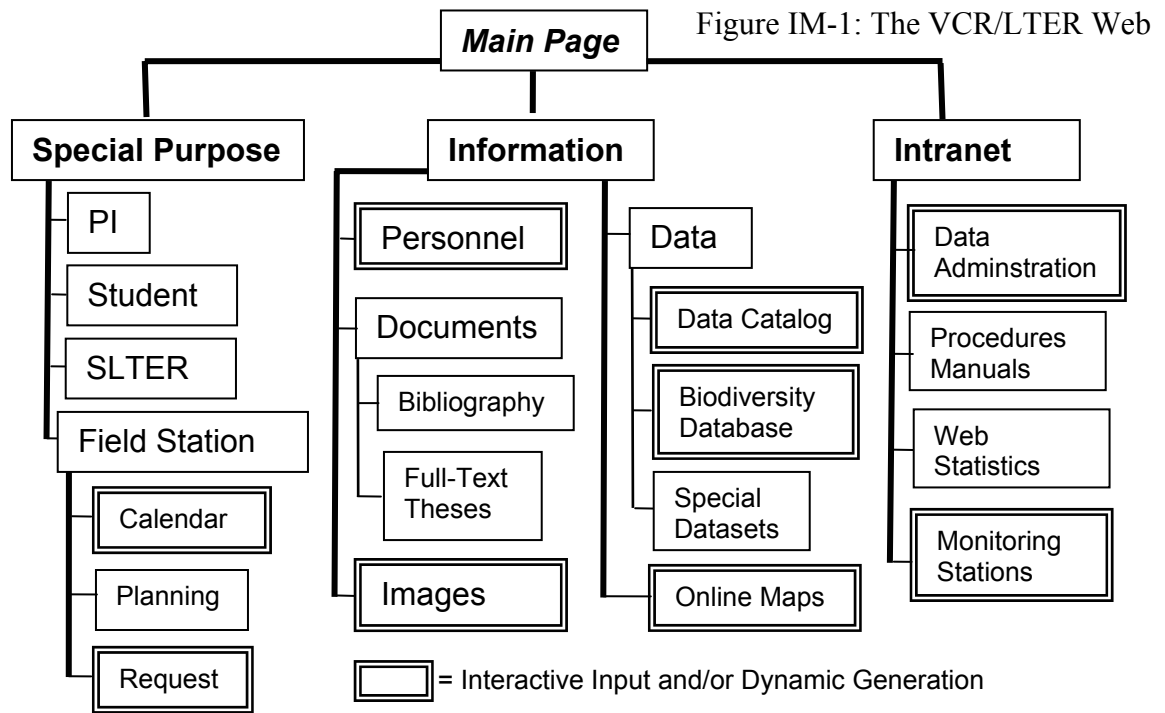 Figure IM-1: The VCR/LTER Web
Main Page
Special Purpose
PI
Student
SLTER
Field Station
Calendar
Planning
Request
Information
Personnel
Documents
Bibliography
Full-Text
Theses
Images
Data
Data Catalog
Biodiversity
Database
Special
Datasets
Online Maps
Intranet
Data
Adminstration
Procedures
Manuals
Web
Statistics
Monitoring
Stations
= Interactive Input and/or Dynamic Generation